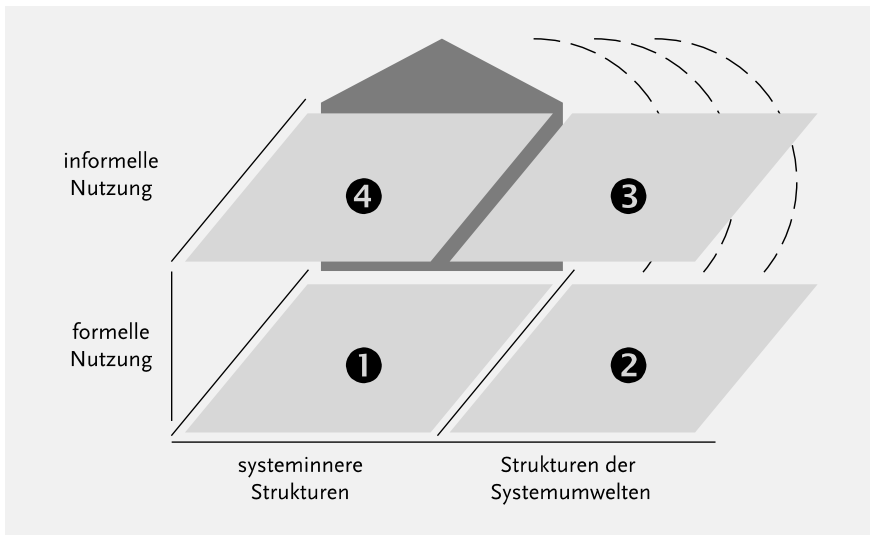 informelle
Nutzung
4
3
formelle
Nutzung
1
2
systeminnere
Strukturen
Strukturen der
Systemumwelten